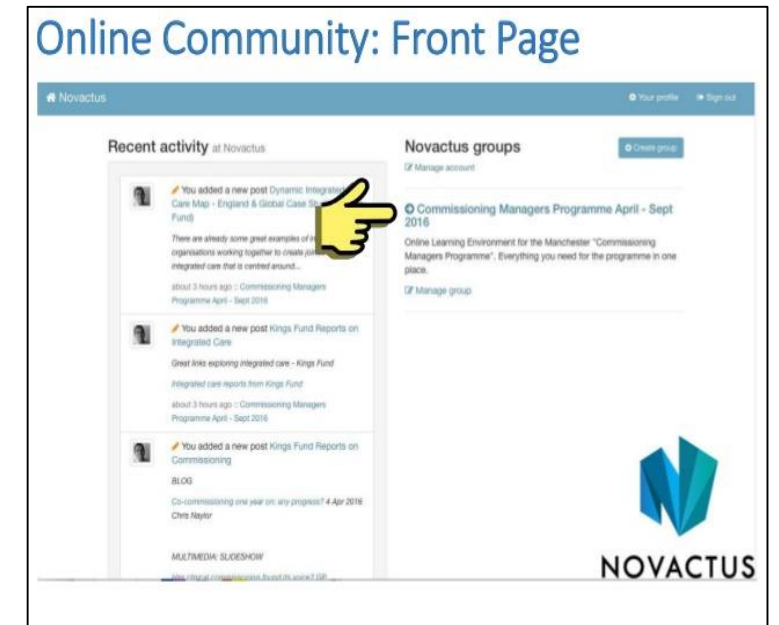 Online Community: Front Page
Novactus
Your profile
Sign out
Recent activity at Novactus
You added a new post Dynamic Integrated
Care Map - England & Global Case
Fund)
There are already some great examples of
organisations working together to create
integrated care that is centred around...
about 3 hours ago :: Commissioning Managers
Programme April - Sept 2016
You added a new post Kings Fund Reports on
Integrated Care
Great links exploring integrated care - Kings Fund
Integrated care reports from Kings Fund
about 3 hours ago :: Commissioning Managers
Programme April - Sept 2016
You added a new post Kings Fund Reports on
Commissioning
BLOG
Co-commissioning one year on: any progress? 4 Apr 2016
Chris Naylor
MULTIMEDIA: SLIDESHOW
Novactus groups
Create group
Manage account
Commissioning Managers Programme April - Sept
2016
Online Learning Environment for the Manchester "Commissioning
Managers Programme". Everything you need for the programme in one
place.
Manage group
NOVACTUS